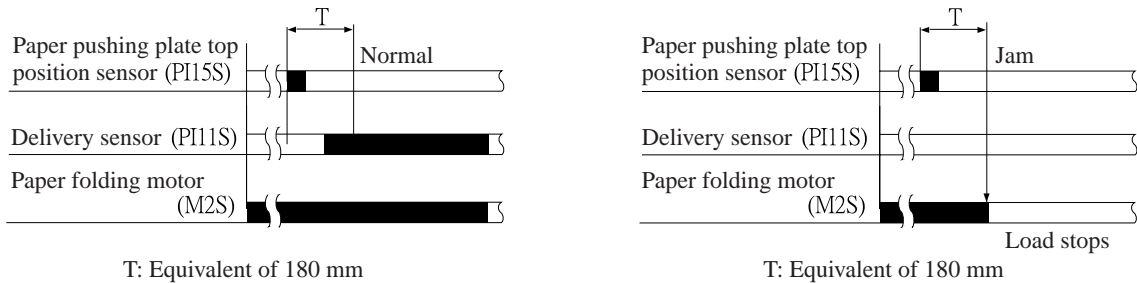 T
Paper pushing plate top
position sensor (PI15S)
Normal
Delivery sensor (PI11S)
Paper folding motor
(M2S)
T: Equivalent of 180 mm
T
Paper pushing plate top
position sensor (PI15S)
Jam
Delivery sensor (PI11S)
Paper folding motor
(M2S)
Load stops
T: Equivalent of 180 mm